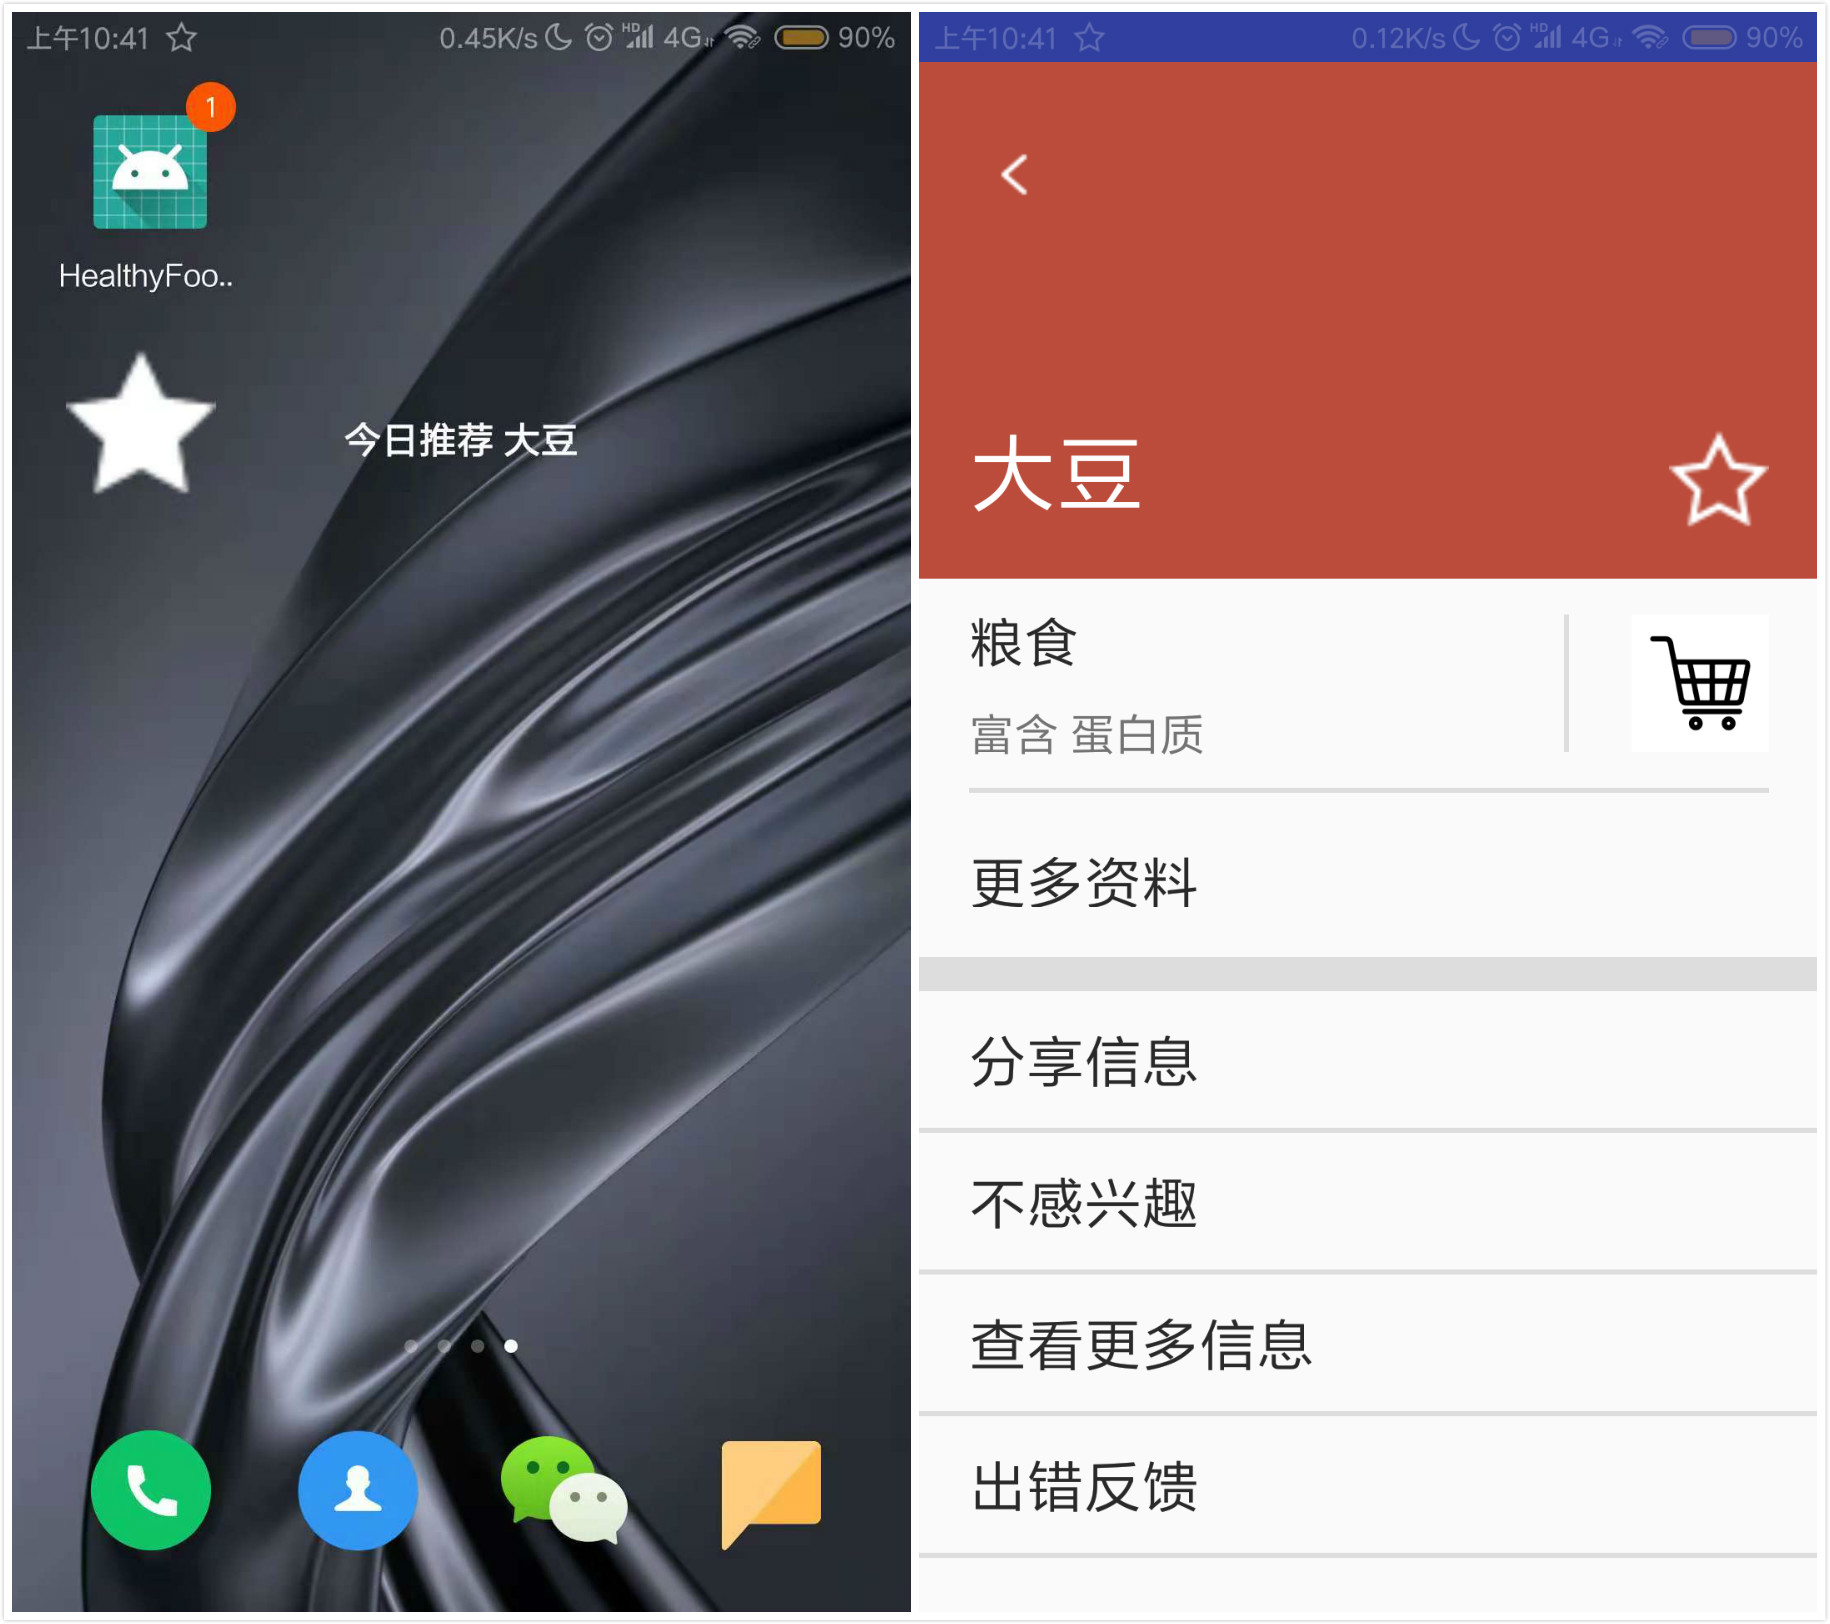 上午10:41 0.45K/s HD 4G 90%
1
HealthyFoo..
今日推荐 大豆
上午10:41 0.12K/s HD 4G 90%
大豆
粮食
富含 蛋白质
更多资料
分享信息
不感兴趣
查看更多信息
出错反馈